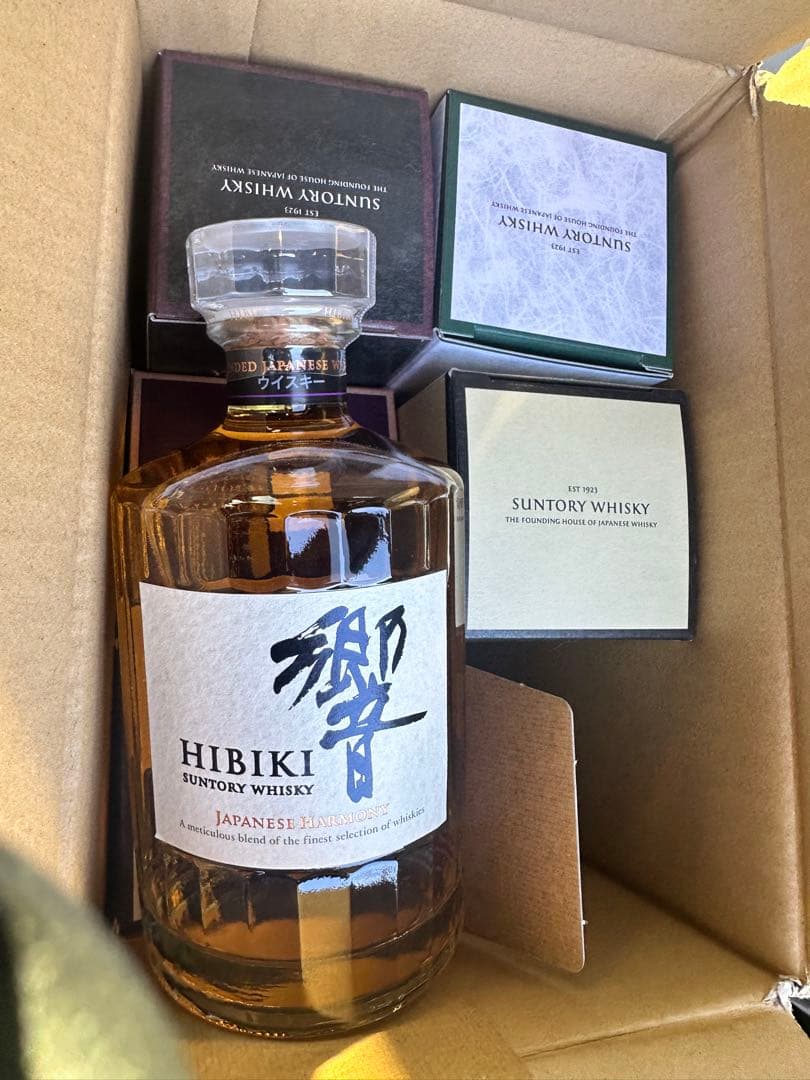 EST 1923
SUNTORY WHISKY
THE FOUNDING HOUSE OF JAPANESE WHISKY
EST 1923
SUNTORY WHISKY
THE FOUNDING HOUSE OF JAPANESE WHISKY
JAPANESE
ウイスキー
EST 1923
SUNTORY WHISKY
THE FOUNDING HOUSE OF JAPANESE WHISKY
響
HIBIKI
SUNTORY WHISKY
JAPANESE HARMONY
A meticulous blend of the finest selection of whiskies